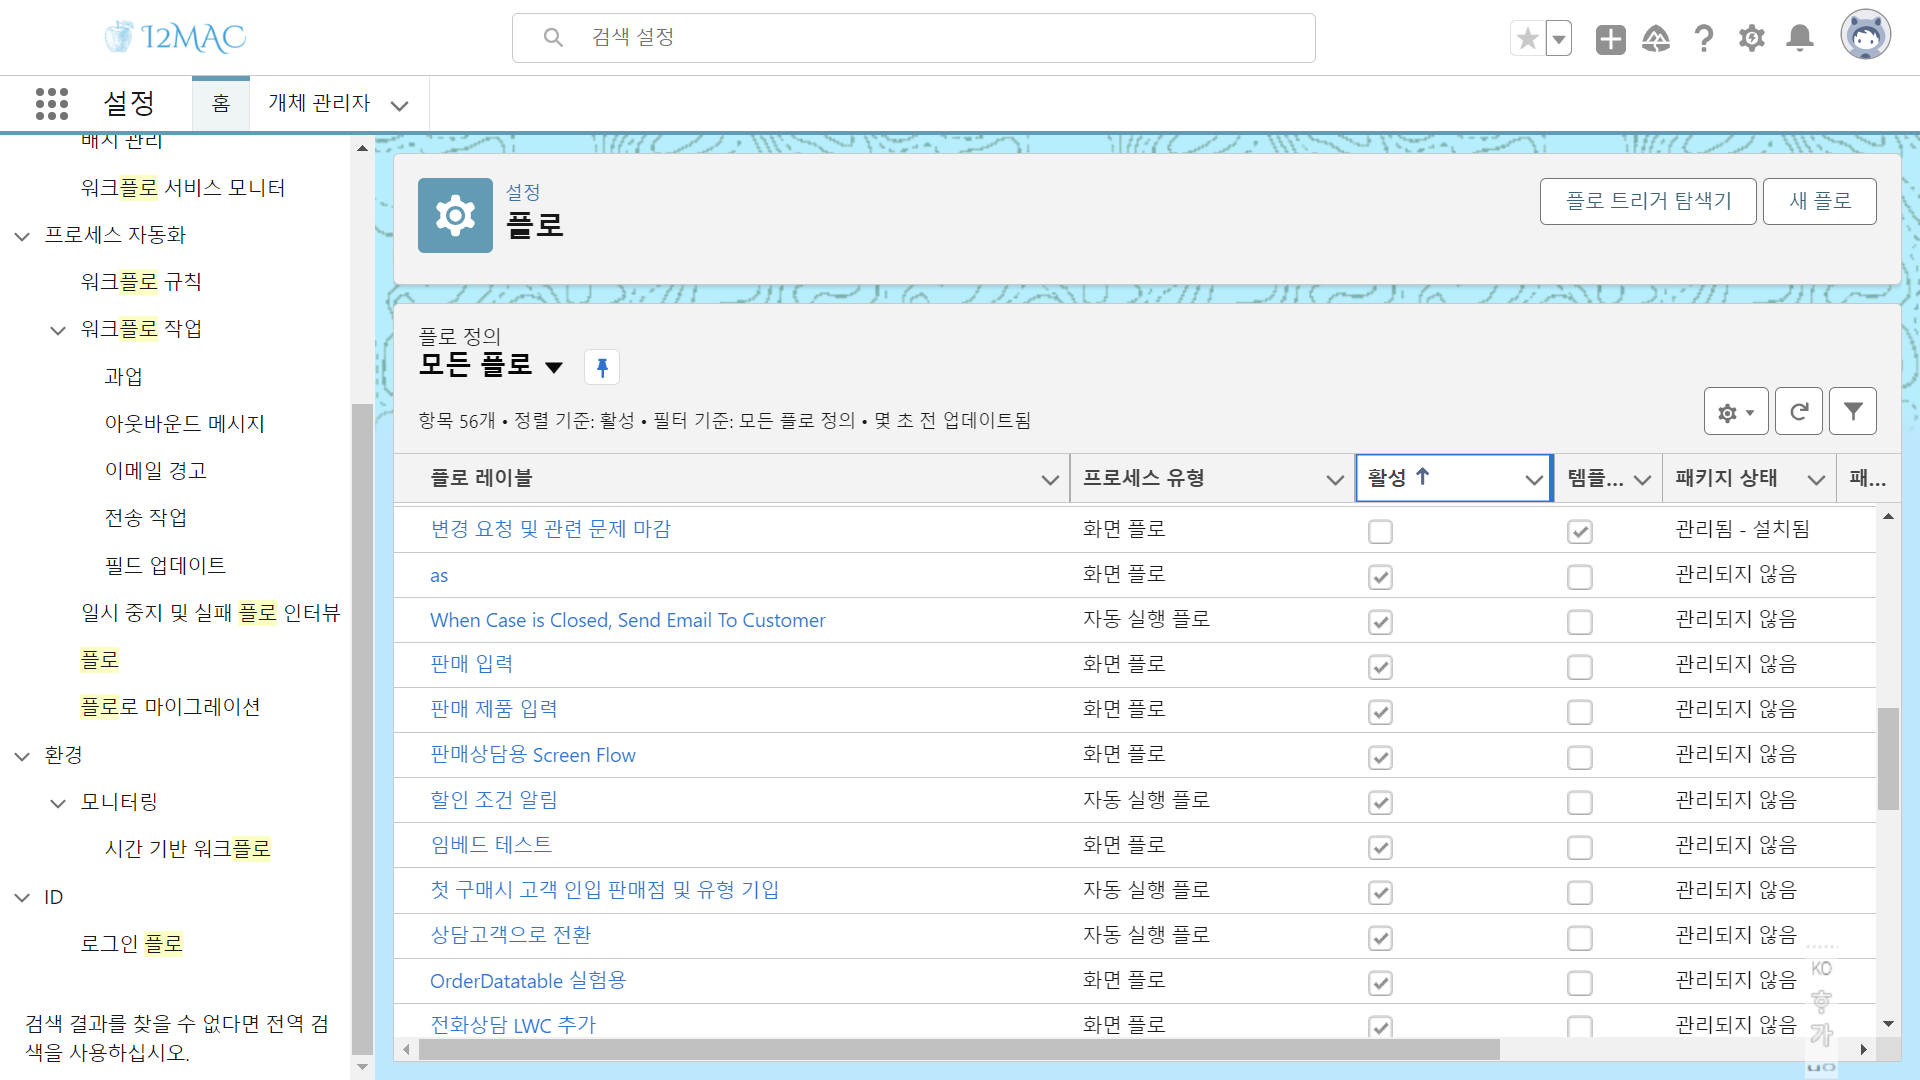 I2MAC
검색 설정
설정
홈
개체 관리자
배치 관리
워크플로 서비스 모니터
프로세스 자동화
워크플로 규칙
워크플로 작업
과업
아웃바운드 메시지
이메일 경고
전송 작업
필드 업데이트
일시 중지 및 실패 플로 인터뷰
플로
플로로 마이그레이션
환경
모니터링
시간 기반 워크플로
ID
로그인 플로
검색 결과를 찾을 수 없다면 전역 검
색을 사용하십시오.
설정
플로
플로 트리거 탐색기
새 플로
플로 정의
모든 플로
항목 56개 • 정렬 기준: 활성 • 필터 기준: 모든 플로 정의 • 몇 초 전 업데이트됨
플로 레이블 프로세스 유형 활성 템플... 패키지 상태 패...
변경 요청 및 관련 문제 마감 화면 플로 관리됨 - 설치됨
as 화면 플로 관리되지 않음
When Case is Closed, Send Email To Customer 자동 실행 플로 관리되지 않음
판매 입력 화면 플로 관리되지 않음
판매 제품 입력 화면 플로 관리되지 않음
판매상담용 Screen Flow 화면 플로 관리되지 않음
할인 조건 알림 자동 실행 플로 관리되지 않음
임베드 테스트 화면 플로 관리되지 않음
첫 구매시 고객 인입 판매점 및 유형 기입 자동 실행 플로 관리되지 않음
상담고객으로 전환 자동 실행 플로 관리되지 않음
OrderDatatable 실험용 화면 플로 관리되지 않음
전화상담 LWC 추가 화면 플로 관리되지 않음
KO
가